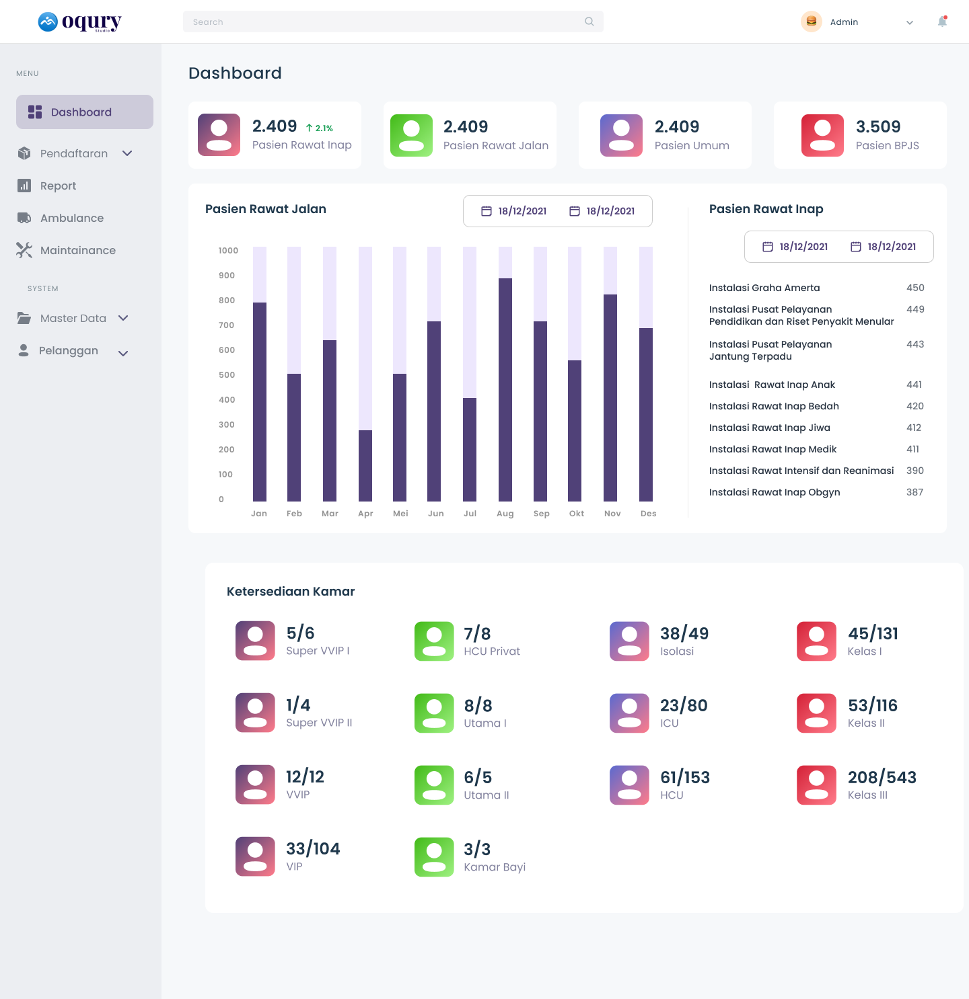 oqury
Studio
Search
Admin
MENU
Dashboard
Pendaftaran
Report
Ambulance
Maintainance
SYSTEM
Master Data
Pelanggan
Dashboard
2.409 ↑ 2.1%
Pasien Rawat Inap
2.409
Pasien Rawat Jalan
2.409
Pasien Umum
3.509
Pasien BPJS
Pasien Rawat Jalan
18/12/2021 18/12/2021
1000
900
800
700
600
500
400
300
200
100
0
Jan Feb Mar Apr Mei Jun Jul Aug Sep Okt Nov Des
Pasien Rawat Inap
18/12/2021 18/12/2021
Instalasi Graha Amerta 450
Instalasi Pusat Pelayanan 449
Pendidikan dan Riset Penyakit Menular
Instalasi Pusat Pelayanan 443
Jantung Terpadu
Instalasi  Rawat Inap Anak 441
Instalasi Rawat Inap Bedah 420
Instalasi Rawat Inap Jiwa 412
Instalasi Rawat Inap Medik 411
Instalasi Rawat Intensif dan Reanimasi 390
Instalasi Rawat Inap Obgyn 387
Ketersediaan Kamar
5/6
Super VVIP I
7/8
HCU Privat
38/49
Isolasi
45/131
Kelas I
1/4
Super VVIP II
8/8
Utama I
23/80
ICU
53/116
Kelas II
12/12
VVIP
6/5
Utama II
61/153
HCU
208/543
Kelas III
33/104
VIP
3/3
Kamar Bayi